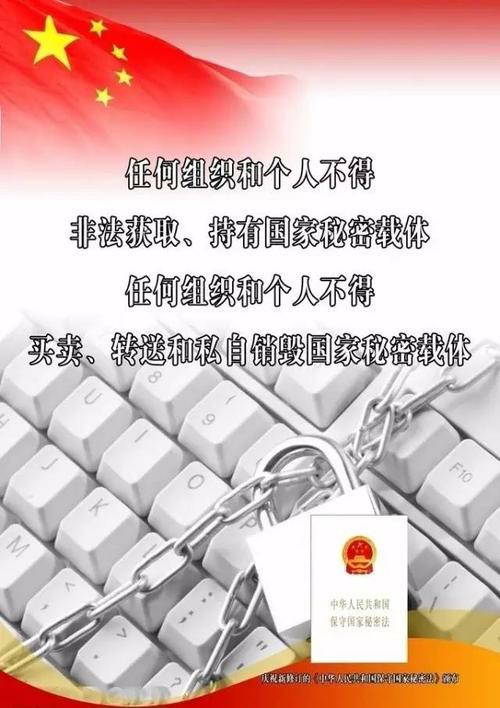 任何组织和个人不得
非法获取、持有国家秘密载体
任何组织和个人不得
买卖、转送和私自销毁国家秘密载体
Y
U
I
H
J
K
L
M
F10
中华人民共和国
保守国家秘密法
庆祝新修订的《中华人民共和国保守国家秘密法》颁布